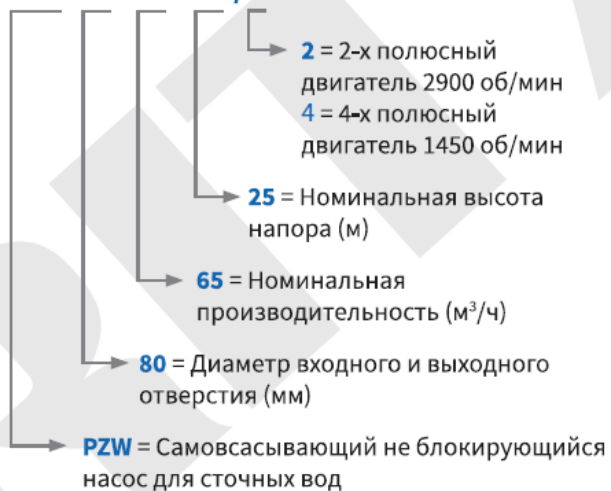 2 = 2-х полюсный
двигатель 2900 об/мин
4 = 4-х полюсный
двигатель 1450 об/мин
25 = Номинальная высота
напора (м)
65 = Номинальная
производительность (м³/ч)
80 = Диаметр входного и выходного
отверстия (мм)
PZW = Самовсасывающий не блокирующийся
насос для сточных вод